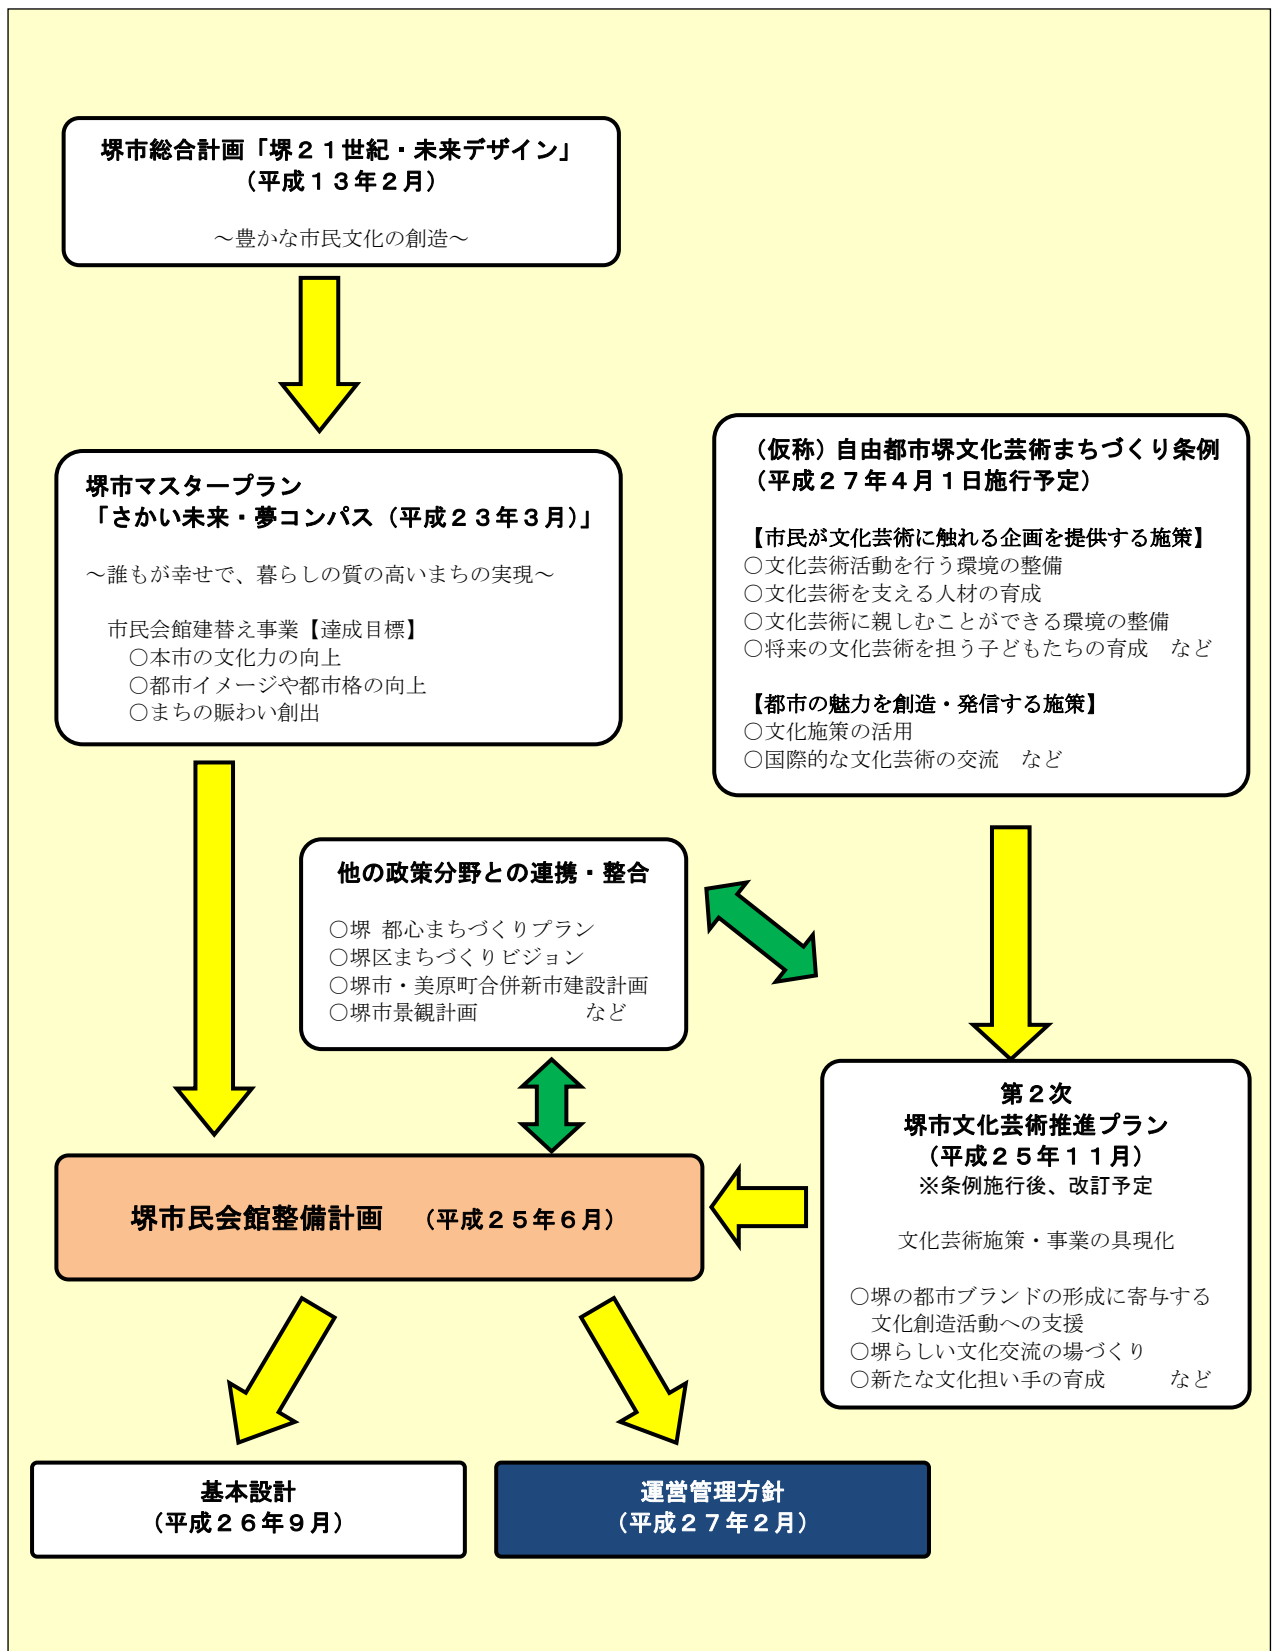 堺市総合計画「堺２１世紀・未来デザイン」
（平成１３年２月）
～豊かな市民文化の創造～
堺市マスタープラン
「さかい未来・夢コンパス（平成２３年３月）」
～誰もが幸せで、暮らしの質の高いまちの実現～
市民会館建替え事業【達成目標】
○本市の文化力の向上
○都市イメージや都市格の向上
○まちの賑わい創出
（仮称）自由都市堺文化芸術まちづくり条例
（平成２７年４月１日施行予定）
【市民が文化芸術に触れる企画を提供する施策】
○文化芸術活動を行う環境の整備
○文化芸術を支える人材の育成
○文化芸術に親しむことができる環境の整備
○将来の文化芸術を担う子どもたちの育成　など
【都市の魅力を創造・発信する施策】
○文化施策の活用
○国際的な文化芸術の交流　など
他の政策分野との連携・整合
○堺 都心まちづくりプラン
○堺区まちづくりビジョン
○堺市・美原町合併新市建設計画
○堺市景観計画　　　　　など
第２次
堺市文化芸術推進プラン
（平成２５年１１月）
※条例施行後、改訂予定
文化芸術施策・事業の具現化
○堺の都市ブランドの形成に寄与する
文化創造活動への支援
○堺らしい文化交流の場づくり
○新たな文化担い手の育成　　　など
堺市民会館整備計画　（平成２５年６月）
基本設計
（平成２６年９月）
運営管理方針
（平成２７年２月）